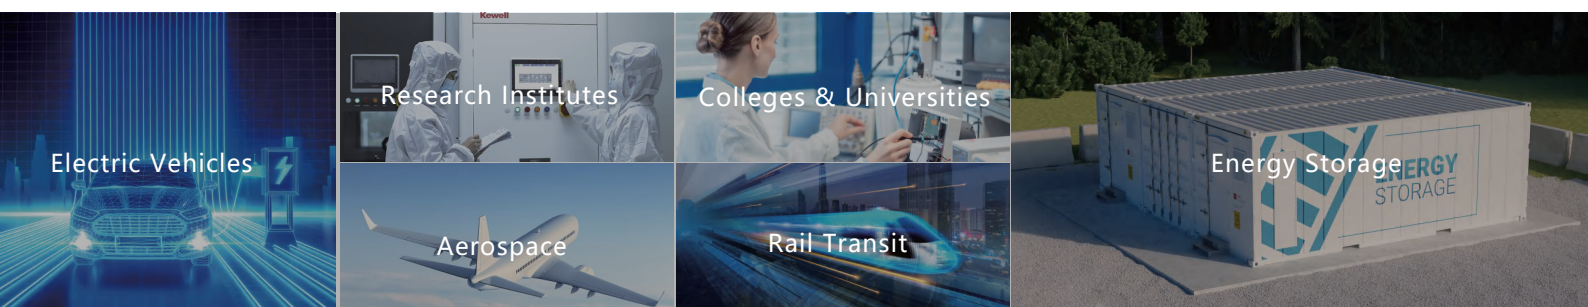 Kewell
Electric Vehicles
Research Institutes
Colleges & Universities
Aerospace
Rail Transit
Energy Storage
ENERGY
STORAGE